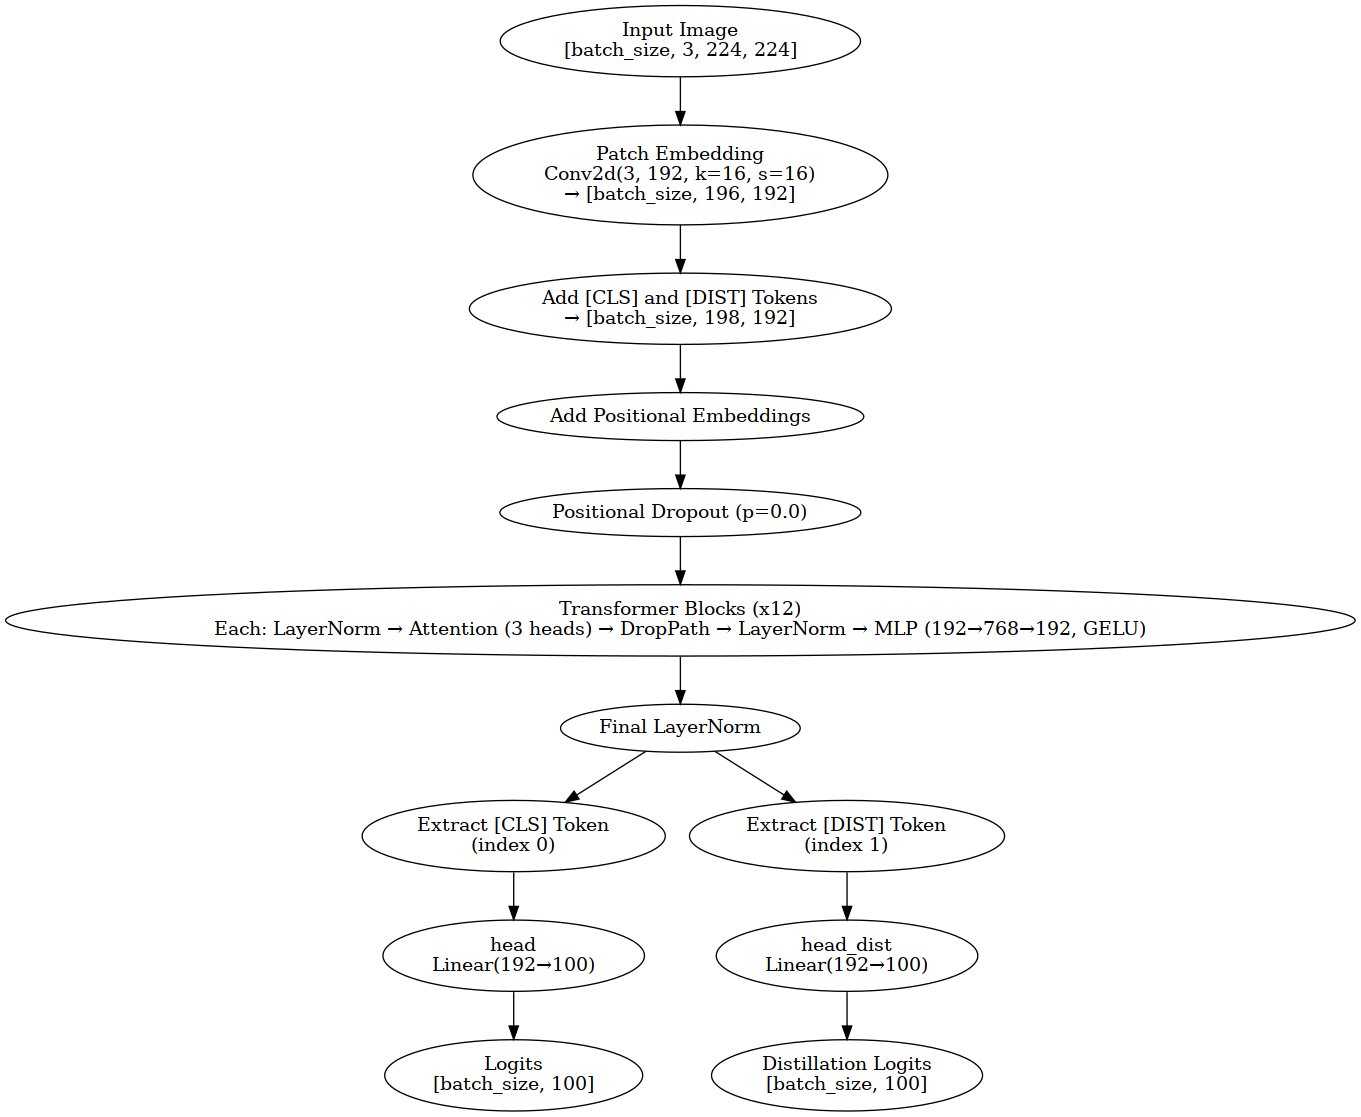 Input Image
[batch_size, 3, 224, 224]
Patch Embedding
Conv2d(3, 192, k=16, s=16)
→ [batch_size, 196, 192]
Add [CLS] and [DIST] Tokens
→ [batch_size, 198, 192]
Add Positional Embeddings
Positional Dropout (p=0.0)
Transformer Blocks (x12)
Each: LayerNorm → Attention (3 heads) → DropPath → LayerNorm → MLP (192→768→192, GELU)
Final LayerNorm
Extract [CLS] Token
(index 0)
Extract [DIST] Token
(index 1)
head
Linear(192→100)
head_dist
Linear(192→100)
Logits
[batch_size, 100]
Distillation Logits
[batch_size, 100]